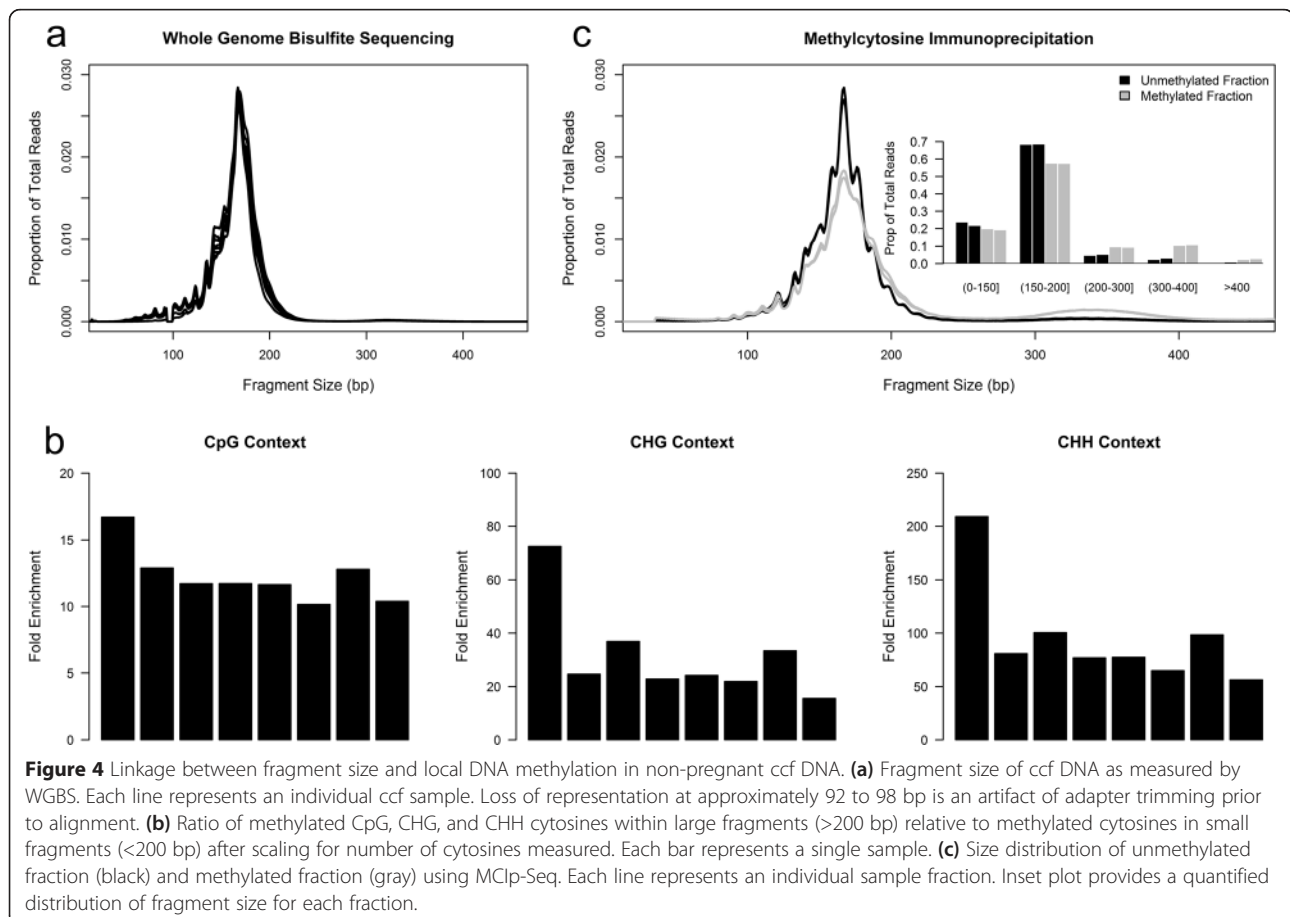 a
Whole Genome Bisulfite Sequencing
Proportion of Total Reads
0.030
0.020
0.010
0.000
100
200
300
400
Fragment Size (bp)
c
Methylcytosine Immunoprecipitation
Proportion of Total Reads
0.030
0.020
0.010
0.000
Unmethylated Fraction
Methylated Fraction
Prop of Total Reads
0.7
0.6
0.5
0.4
0.3
0.2
0.1
0.0
(0-150]
(150-200]
(200-300]
(300-400]
>400
100
200
300
400
Fragment Size (bp)
b
CpG Context
Fold Enrichment
20
15
10
5
0
CHG Context
Fold Enrichment
100
80
60
40
20
0
CHH Context
Fold Enrichment
250
200
150
100
50
0
Figure 4 Linkage between fragment size and local DNA methylation in non-pregnant ccf DNA. (a) Fragment size of ccf DNA as measured by
WGBS. Each line represents an individual ccf sample. Loss of representation at approximately 92 to 98 bp is an artifact of adapter trimming prior
to alignment. (b) Ratio of methylated CpG, CHG, and CHH cytosines within large fragments (>200 bp) relative to methylated cytosines in small
fragments (<200 bp) after scaling for number of cytosines measured. Each bar represents a single sample. (c) Size distribution of unmethylated
fraction (black) and methylated fraction (gray) using MCIp-Seq. Each line represents an individual sample fraction. Inset plot provides a quantified
distribution of fragment size for each fraction.